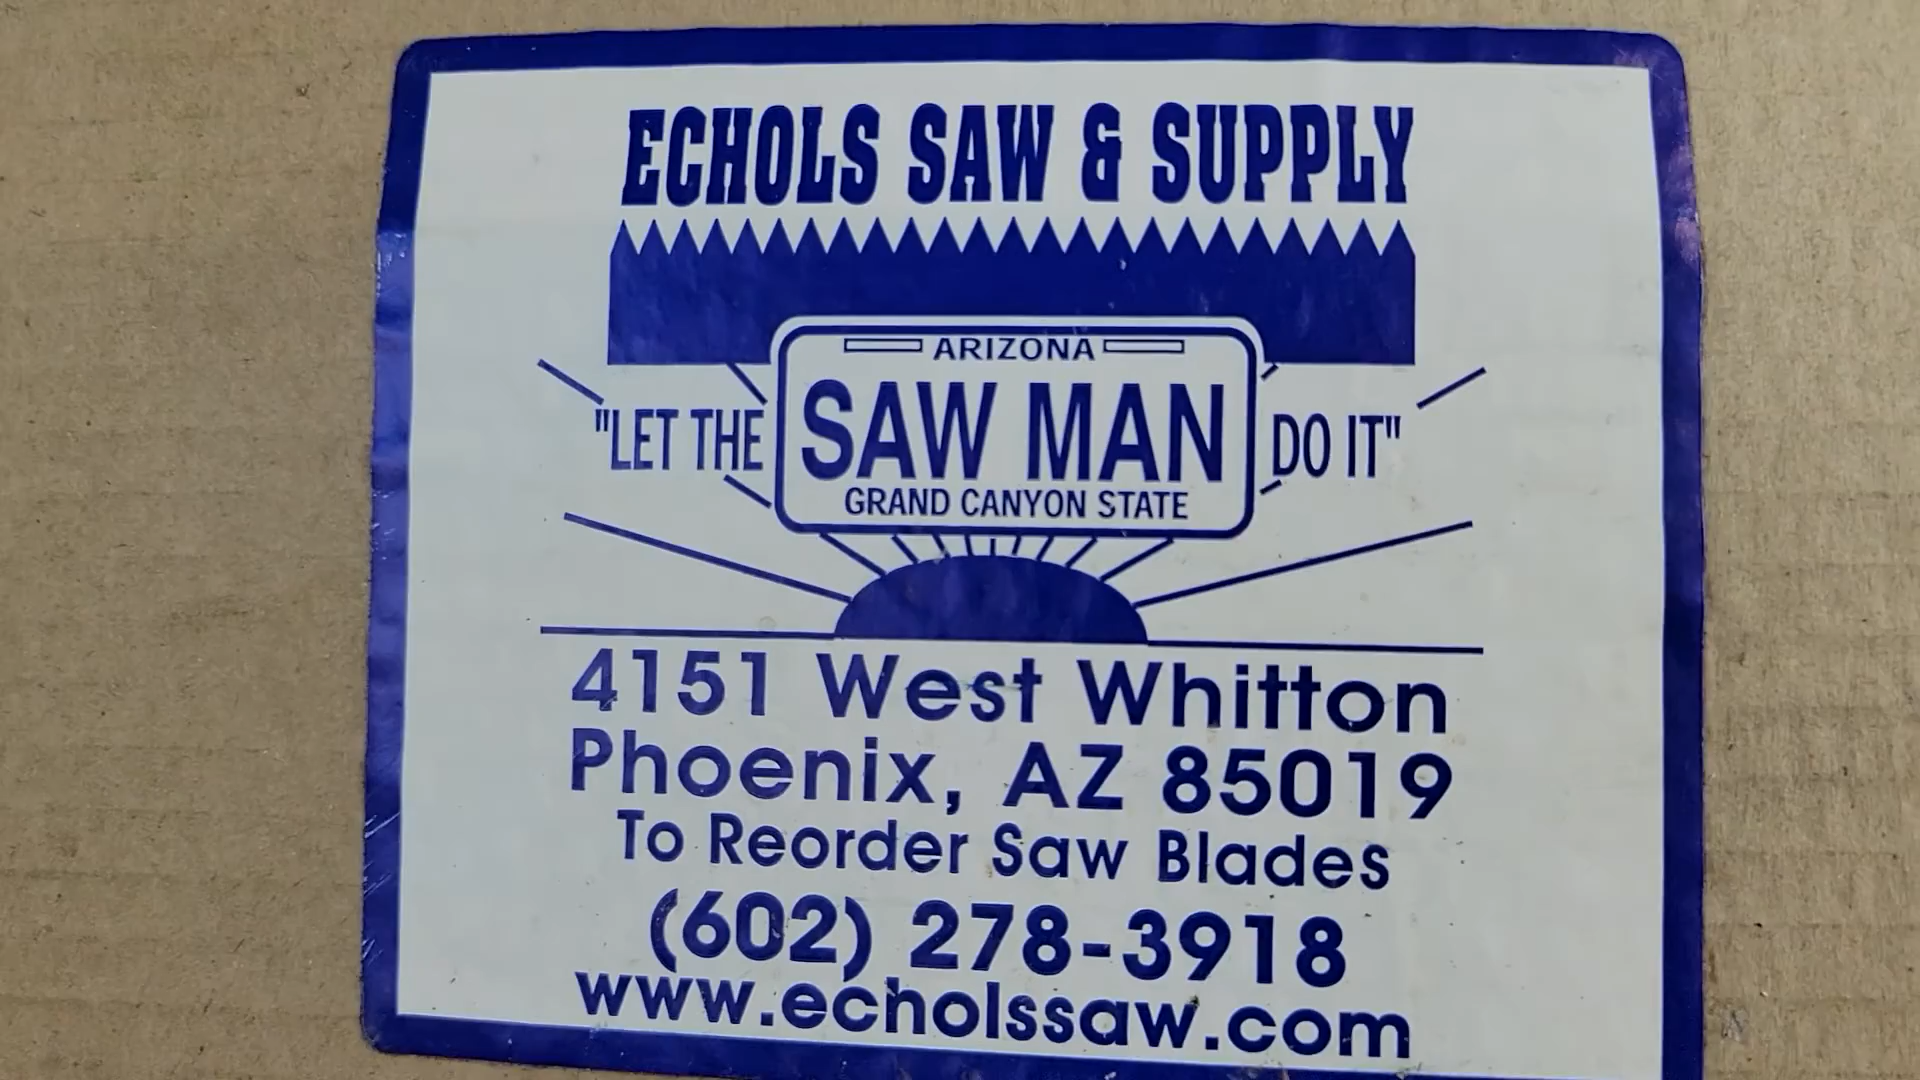 ECHOLS SAW & SUPPLY
ARIZONA
"LET THE SAW MAN DO IT"
GRAND CANYON STATE
4151 West Whitton
Phoenix, AZ 85019
To Reorder Saw Blades
(602) 278-3918
www.echolssaw.com